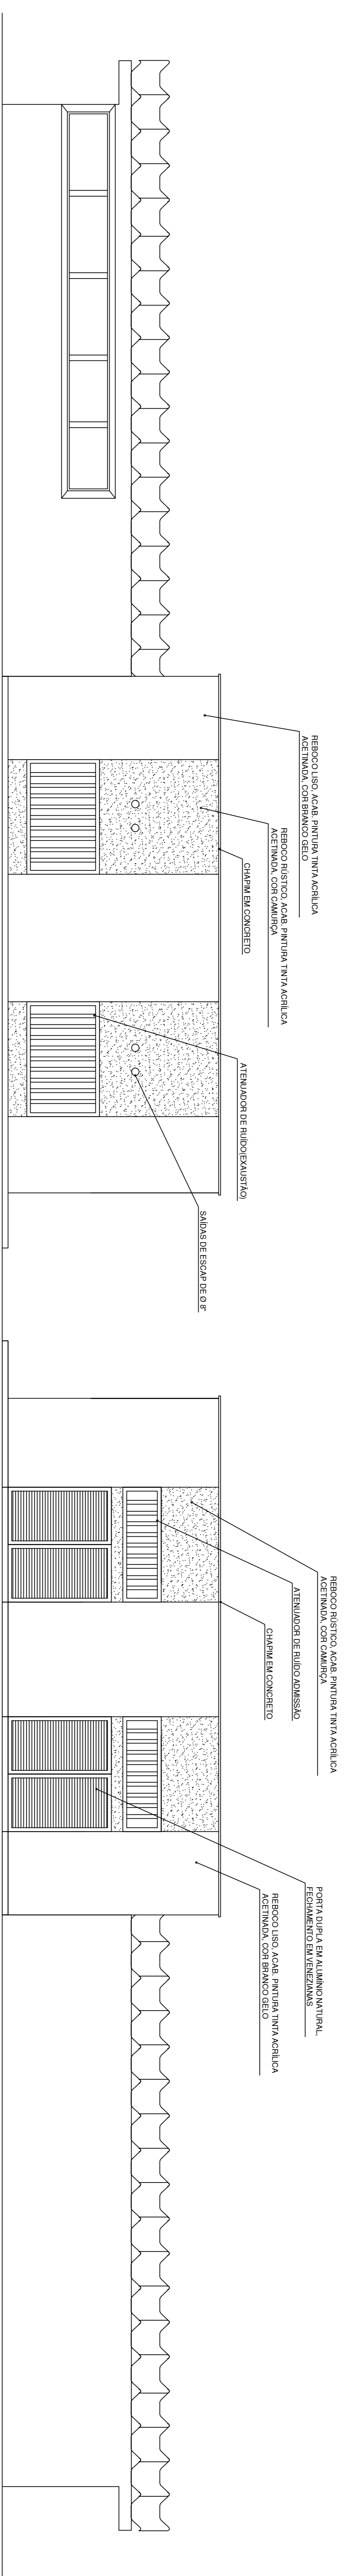 REBOCO LISO, ACAB. PINTURA TINTA ACRÍLICA
ACETINADA, COR BRANCO GELO
REBOCO RÚSTICO, ACAB. PINTURA TINTA ACRÍLICA
ACETINADA, COR CAMURÇA
CHAPIM EM CONCRETO
ATENUADOR DE RUÍDO(EXAUSTÃO)
SAÍDAS DE ESCAP DE Ø 8"
REBOCO RÚSTICO, ACAB. PINTURA TINTA ACRÍLICA
ACETINADA, COR CAMURÇA
ATENUADOR DE RUÍDO ADMISSÃO
CHAPIM EM CONCRETO
PORTA DUPLA EM ALUMÍNIO NATURAL,
FECHAMENTO EM VENEZIANAS
REBOCO LISO, ACAB. PINTURA TINTA ACRÍLICA
ACETINADA, COR BRANCO GELO